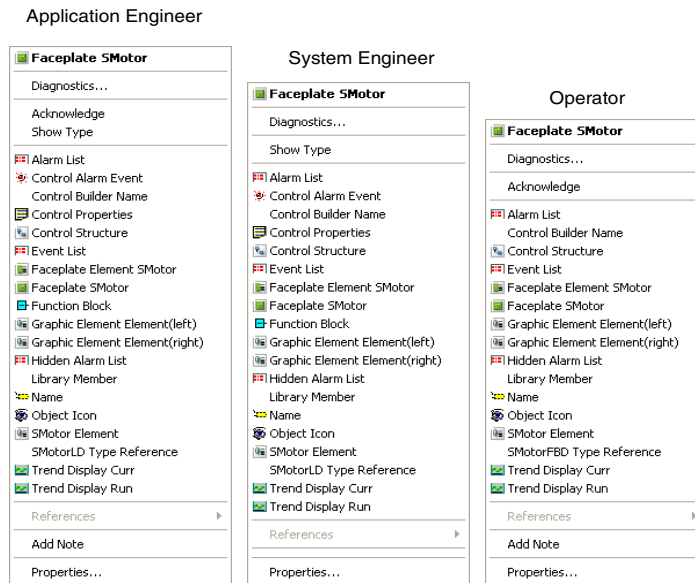 Application Engineer
Faceplate SMotor
Diagnostics...
Acknowledge
Show Type
Alarm List
Control Alarm Event
Control Builder Name
Control Properties
Control Structure
Event List
Faceplate Element SMotor
Faceplate SMotor
Function Block
Graphic Element Element(left)
Graphic Element Element(right)
Hidden Alarm List
Library Member
Name
Object Icon
SMotor Element
SMotorLD Type Reference
Trend Display Curr
Trend Display Run
References
Add Note
Properties...
System Engineer
Faceplate SMotor
Diagnostics...
Show Type
Alarm List
Control Alarm Event
Control Builder Name
Control Properties
Control Structure
Event List
Faceplate Element SMotor
Faceplate SMotor
Function Block
Graphic Element Element(left)
Graphic Element Element(right)
Hidden Alarm List
Library Member
Name
Object Icon
SMotor Element
SMotorLD Type Reference
Trend Display Curr
Trend Display Run
References
Properties...
Operator
Faceplate SMotor
Diagnostics...
Acknowledge
Alarm List
Control Builder Name
Control Structure
Event List
Faceplate Element SMotor
Faceplate SMotor
Graphic Element Element(left)
Graphic Element Element(right)
Hidden Alarm List
Library Member
Name
Object Icon
SMotor Element
SMotorFBD Type Reference
Trend Display Curr
Trend Display Run
References
Add Note
Properties...